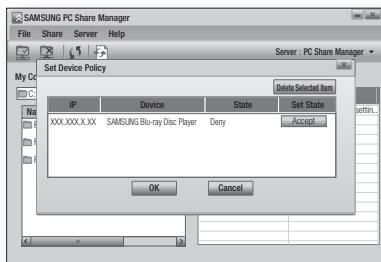 SAMSUNG PC Share Manager
File Share Server Help
Server : PC Share Manager
Set Device Policy
My Co
Delete Selected Item
C:
IP Device State Set State
Na
settin..
XXX.XXX.X.XX SAMSUNG Blu-ray Disc Player Deny Accept
F
F
F
OK Cancel